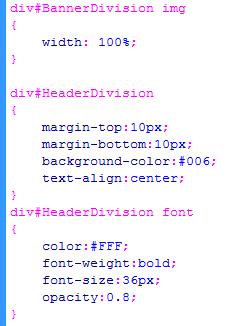 div#BannerDivision img
{
    width: 100%;
}

div#HeaderDivision
{
    margin-top:10px;
    margin-bottom:10px;
    background-color:#006;
    text-align:center;
}
div#HeaderDivision font
{
    color:#FFF;
    font-weight:bold;
    font-size:36px;
    opacity:0.8;
}